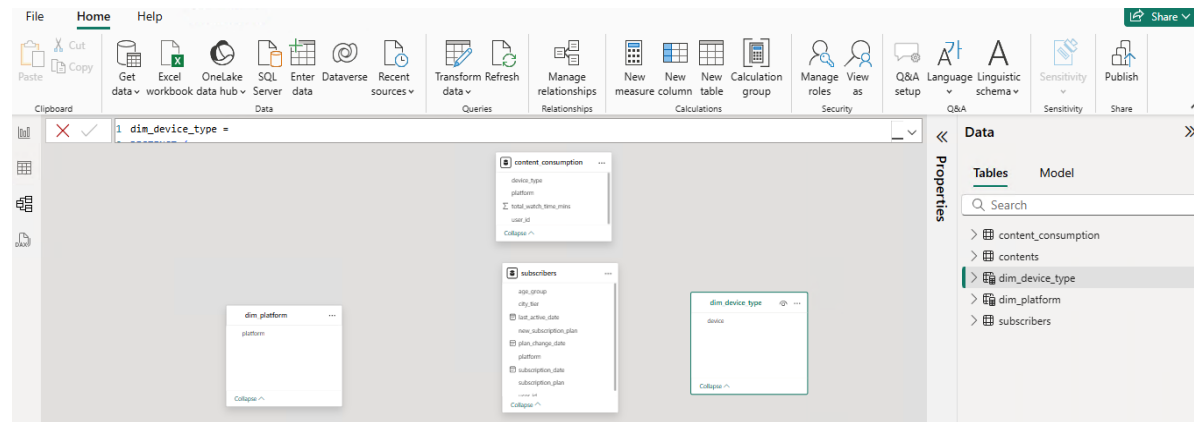 File Home Help Share
Cut
Copy
Paste
Get data
Excel workbook
OneLake data hub
SQL Server
Enter data
Dataverse
Recent sources
Transform data
Refresh
Manage relationships
New measure
New column
New table
Calculation group
Manage roles
View as
Q&A setup
Language
Linguistic schema
Sensitivity
Publish
Clipboard Data Queries Relationships Calculations Security Q&A Sensitivity Share
1 dim_device_type =
Properties
Data
Tables Model
Search
content_consumption
contents
dim_device_type
dim_platform
subscribers
content_consumption
device_type
platform
total_watch_time_mins
user_id
Collapse
subscribers
age_group
city_tier
last_active_date
new_subscription_plan
plan_change_date
platform
subscription_date
subscription_plan
Collapse
dim_platform
platform
Collapse
dim_device_type
device
Collapse